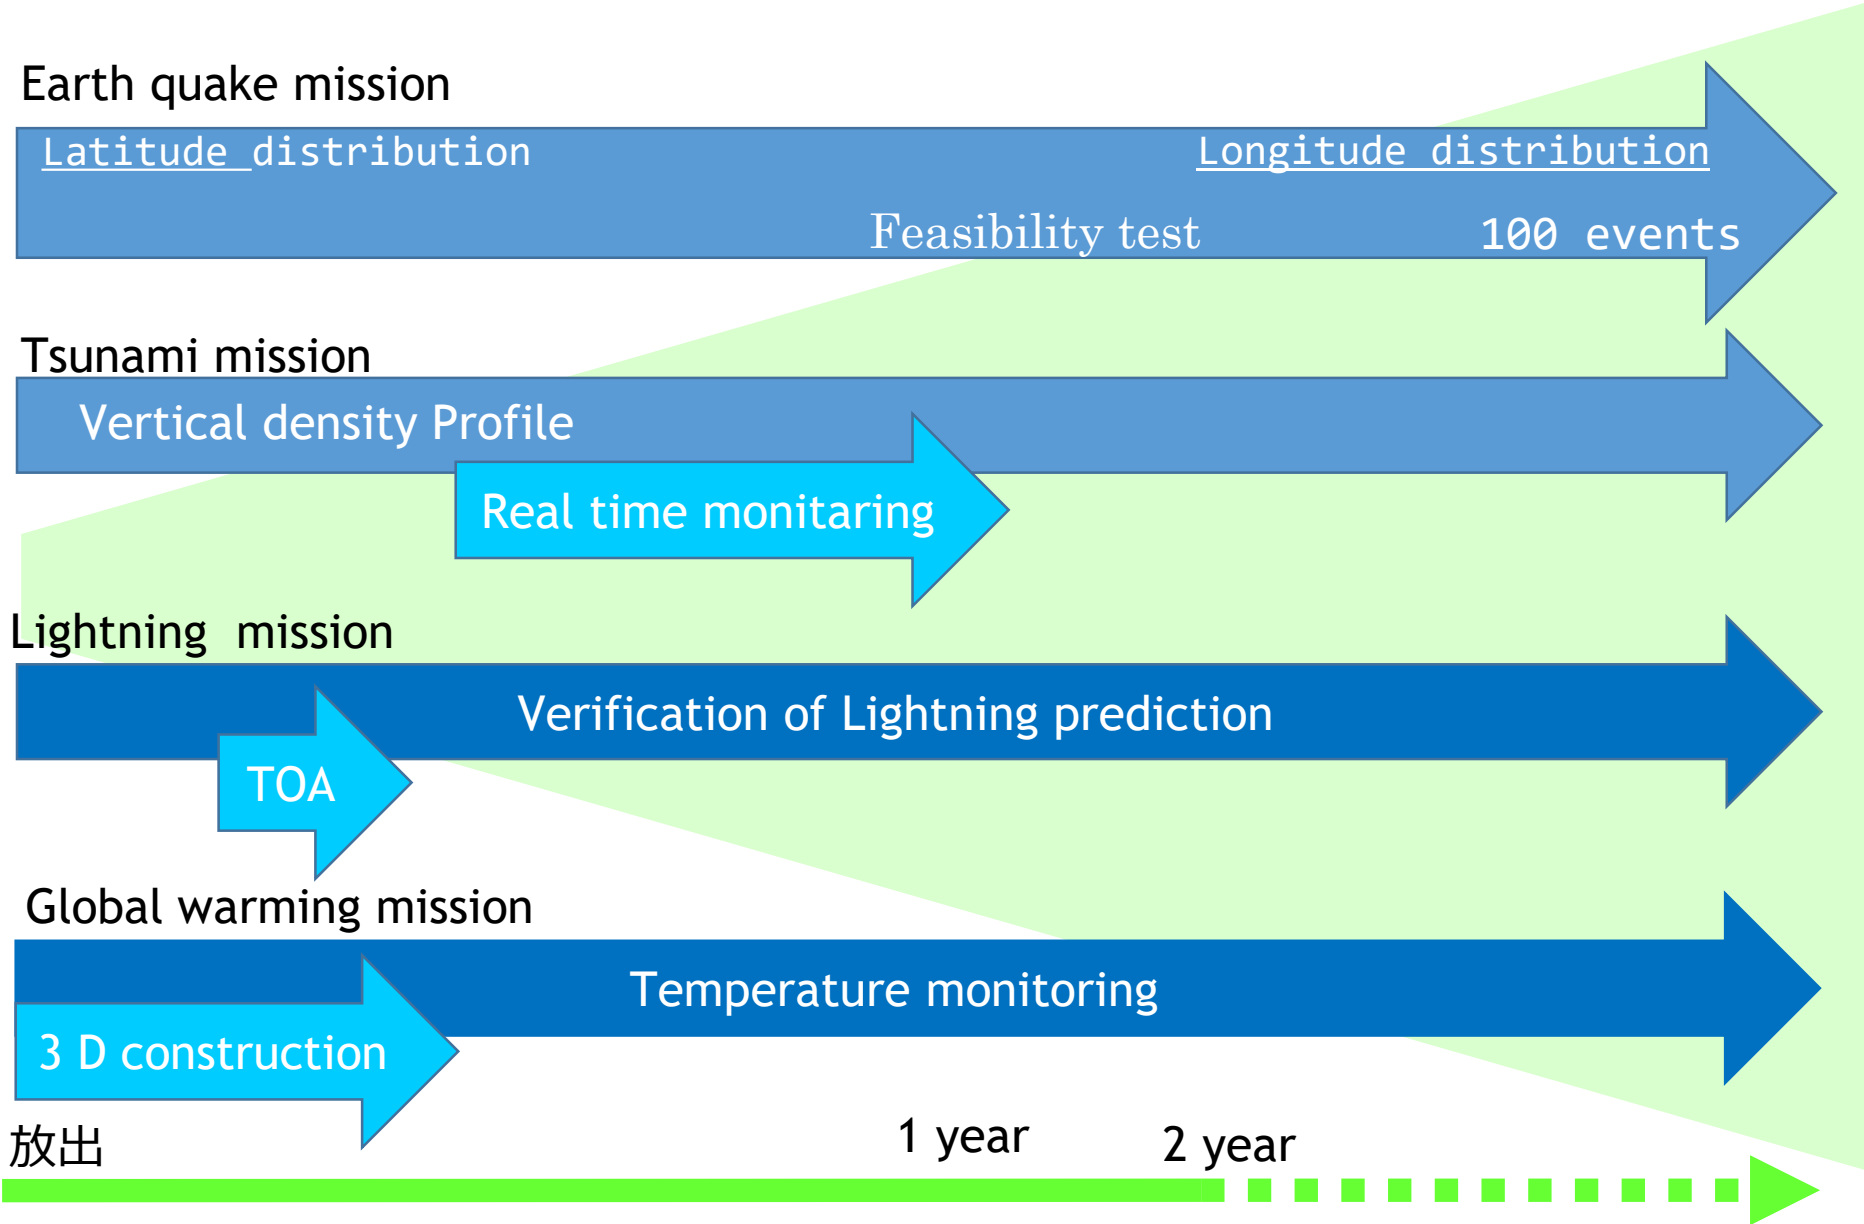 Earth quake mission
Latitude distribution
Longitude distribution
Feasibility test
100 events
Tsunami mission
Vertical density Profile
Real time monitaring
Lightning mission
Verification of Lightning prediction
TOA
Global warming mission
Temperature monitoring
3 D construction
放出
1 year
2 year